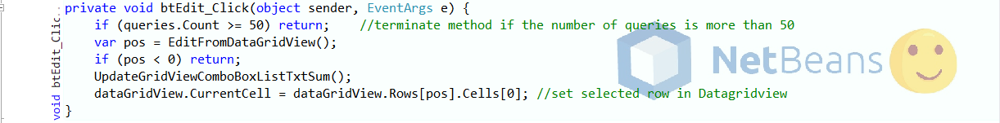 private void btEdit_Click(object sender, EventArgs e) {
if (queries.Count >= 50) return;    //terminate method if the number of queries is more than 50
var pos = EditFromDataGridView();
if (pos < 0) return;
UpdateGridViewComboBoxListTxtSum();
dataGridView.CurrentCell = dataGridView.Rows[pos].Cells[0]; //set selected row in Datagridview
}
void btEdit_Clic
NetBeans